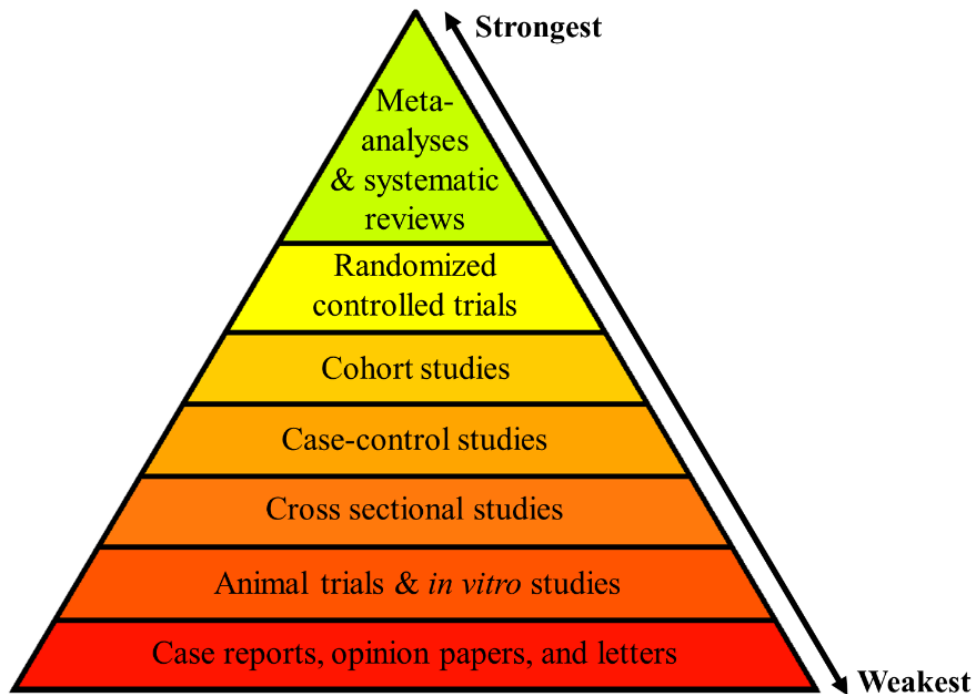 Strongest
Meta-
analyses
& systematic
reviews
Randomized
controlled trials
Cohort studies
Case-control studies
Cross sectional studies
Animal trials & in vitro studies
Case reports, opinion papers, and letters
Weakest